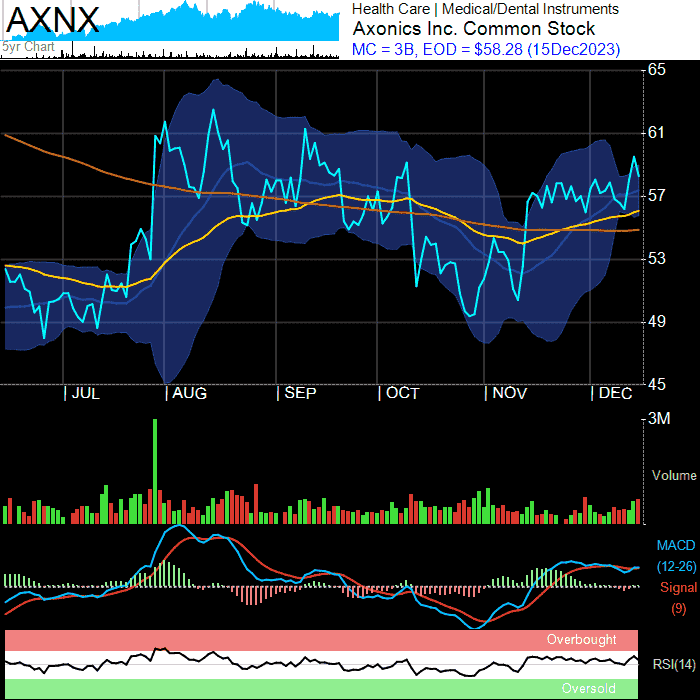 AXNX
5yr Chart
Health Care | Medical/Dental Instruments
Axonics Inc. Common Stock
MC = 3B, EOD = $58.28 (15Dec2023)
65
61
57
53
49
45
JUL
AUG
SEP
OCT
NOV
DEC
3M
Volume
MACD
(12-26)
Signal
(9)
Overbought
RSI(14)
Oversold